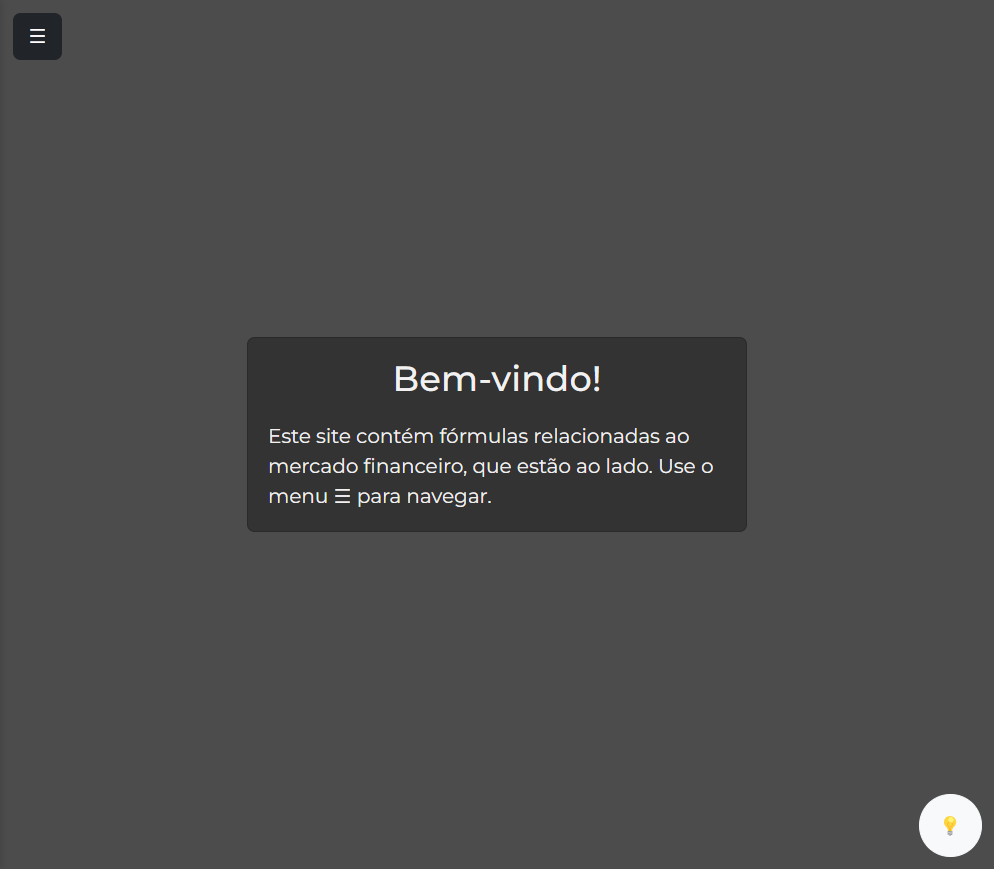 ☰
Bem-vindo!
Este site contém fórmulas relacionadas ao
mercado financeiro, que estão ao lado. Use o
menu ☰ para navegar.